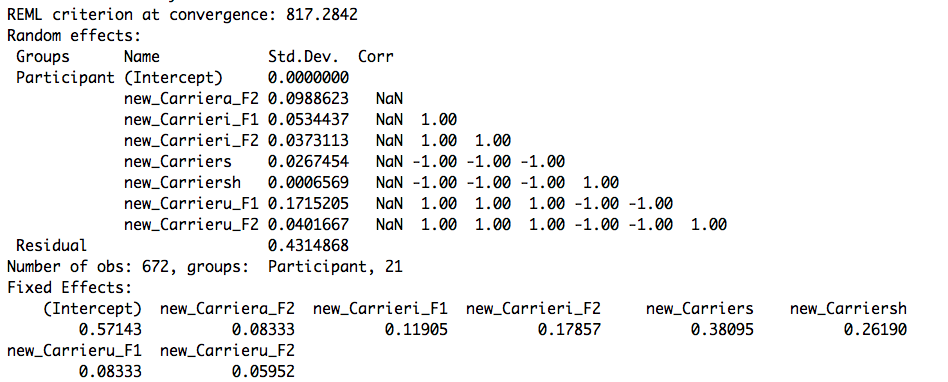 REML criterion at convergence: 817.2842
Random effects:
 Groups      Name           Std.Dev.  Corr
 Participant (Intercept)    0.0000000
             new_Carriera_F2 0.0988623   NaN
             new_Carrieri_F1 0.0534437   NaN  1.00
             new_Carrieri_F2 0.0373113   NaN  1.00  1.00
             new_Carriers    0.0267454   NaN -1.00 -1.00 -1.00
             new_Carriersh   0.0006569   NaN -1.00 -1.00 -1.00  1.00
             new_Carrieru_F1 0.1715205   NaN  1.00  1.00  1.00 -1.00 -1.00
             new_Carrieru_F2 0.0401667   NaN  1.00  1.00  1.00 -1.00 -1.00  1.00
 Residual                    0.4314868
Number of obs: 672, groups:  Participant, 21
Fixed Effects:
    (Intercept)  new_Carriera_F2  new_Carrieri_F1  new_Carrieri_F2     new_Carriers    new_Carriersh
        0.57143          0.08333          0.11905          0.17857          0.38095          0.26190
new_Carrieru_F1  new_Carrieru_F2
        0.08333          0.05952